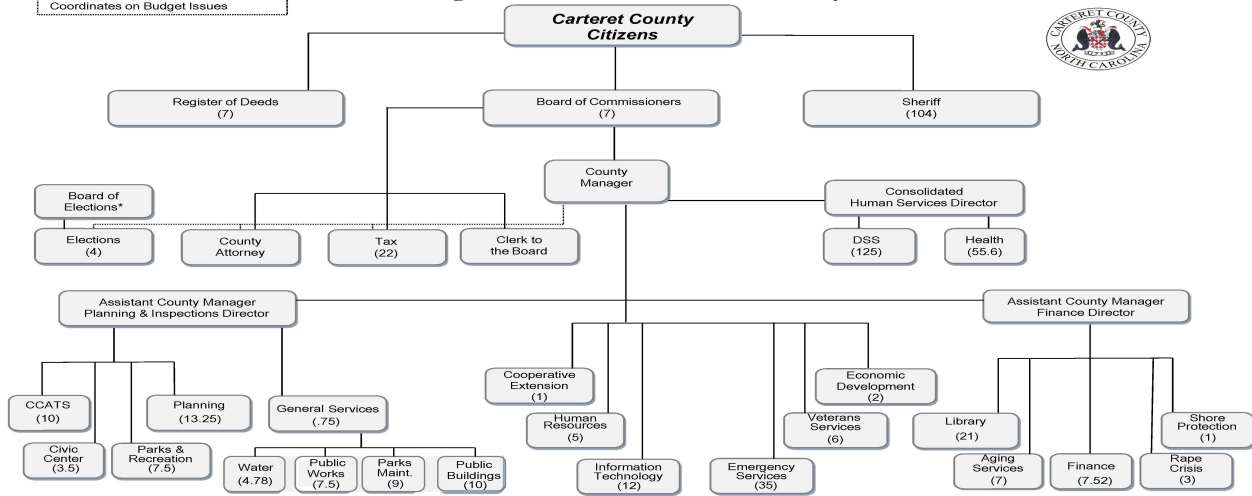 Coordinates on Budget Issues
Carteret County
Citizens
CARTERET COUNTY
NORTH CAROLINA
Register of Deeds
(7)
Board of Commissioners
(7)
Sheriff
(104)
County
Manager
Board of
Elections*
Consolidated
Human Services Director
Elections
(4)
County
Attorney
Tax
(22)
Clerk to
the Board
DSS
(125)
Health
(55.6)
Assistant County Manager
Planning & Inspections Director
Assistant County Manager
Finance Director
CCATS
(10)
Civic
Center
(3.5)
Parks &
Recreation
(7.5)
Planning
(13.25)
General Services
(.75)
Water
(4.78)
Public
Works
(7.5)
Parks
Maint.
(9)
Public
Buildings
(10)
Cooperative
Extension
(1)
Human
Resources
(5)
Information
Technology
(12)
Emergency
Services
(35)
Veterans
Services
(6)
Economic
Development
(2)
Library
(21)
Aging
Services
(7)
Finance
(7.52)
Rape
Crisis
(3)
Shore
Protection
(1)